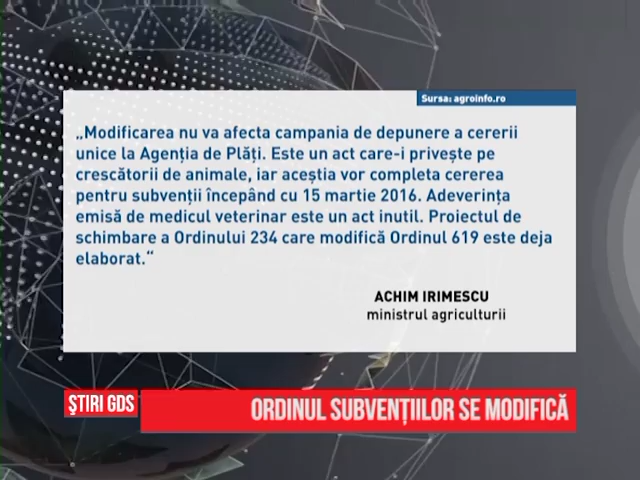 Sursa: agroinfo.ro
„Modificarea nu va afecta campania de depunere a cererii
unice la Agenția de Plăți. Este un act care-i privește pe
crescătorii de animale, iar aceștia vor completa cererea
pentru subvenții începând cu 15 martie 2016. Adeverința
emisă de medicul veterinar este un act inutil. Proiectul de
schimbare a Ordinului 234 care modifică Ordinul 619 este deja
elaborat.“
ACHIM IRIMESCU
ministrul agriculturii
ŞTIRI GDS
ORDINUL SUBVENȚIILOR SE MODIFICĂ